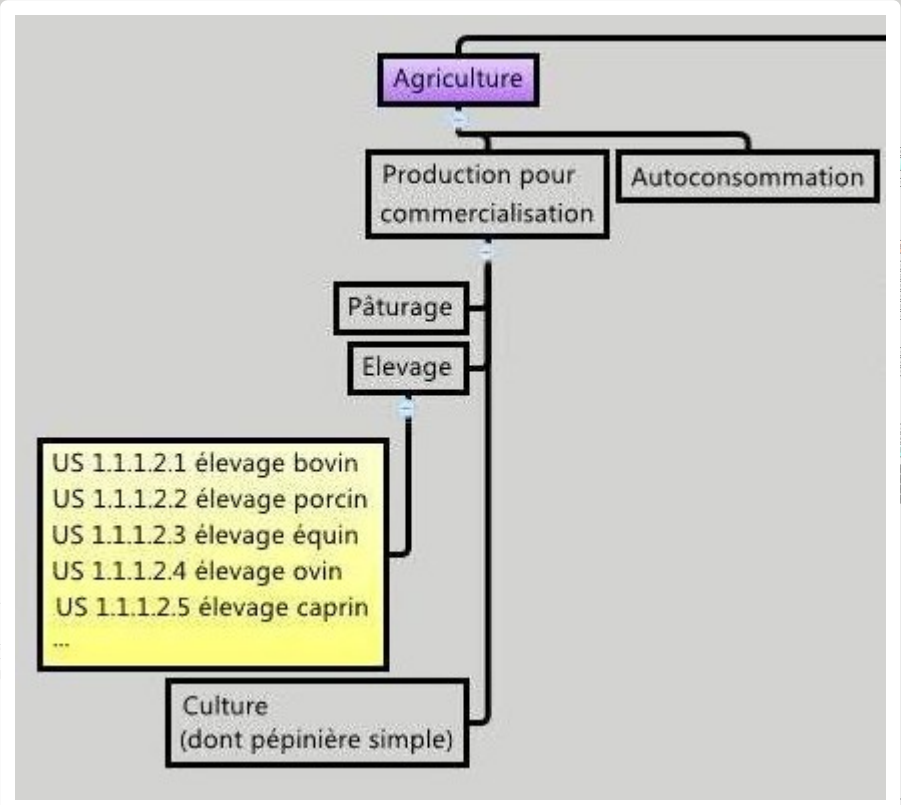 Agriculture
Production pour
commercialisation
Autoconsommation
Pâturage
Elevage
US 1.1.1.2.1 élevage bovin
US 1.1.1.2.2 élevage porcin
US 1.1.1.2.3 élevage équin
US 1.1.1.2.4 élevage ovin
US 1.1.1.2.5 élevage caprin
...
Culture
(dont pépinière simple)